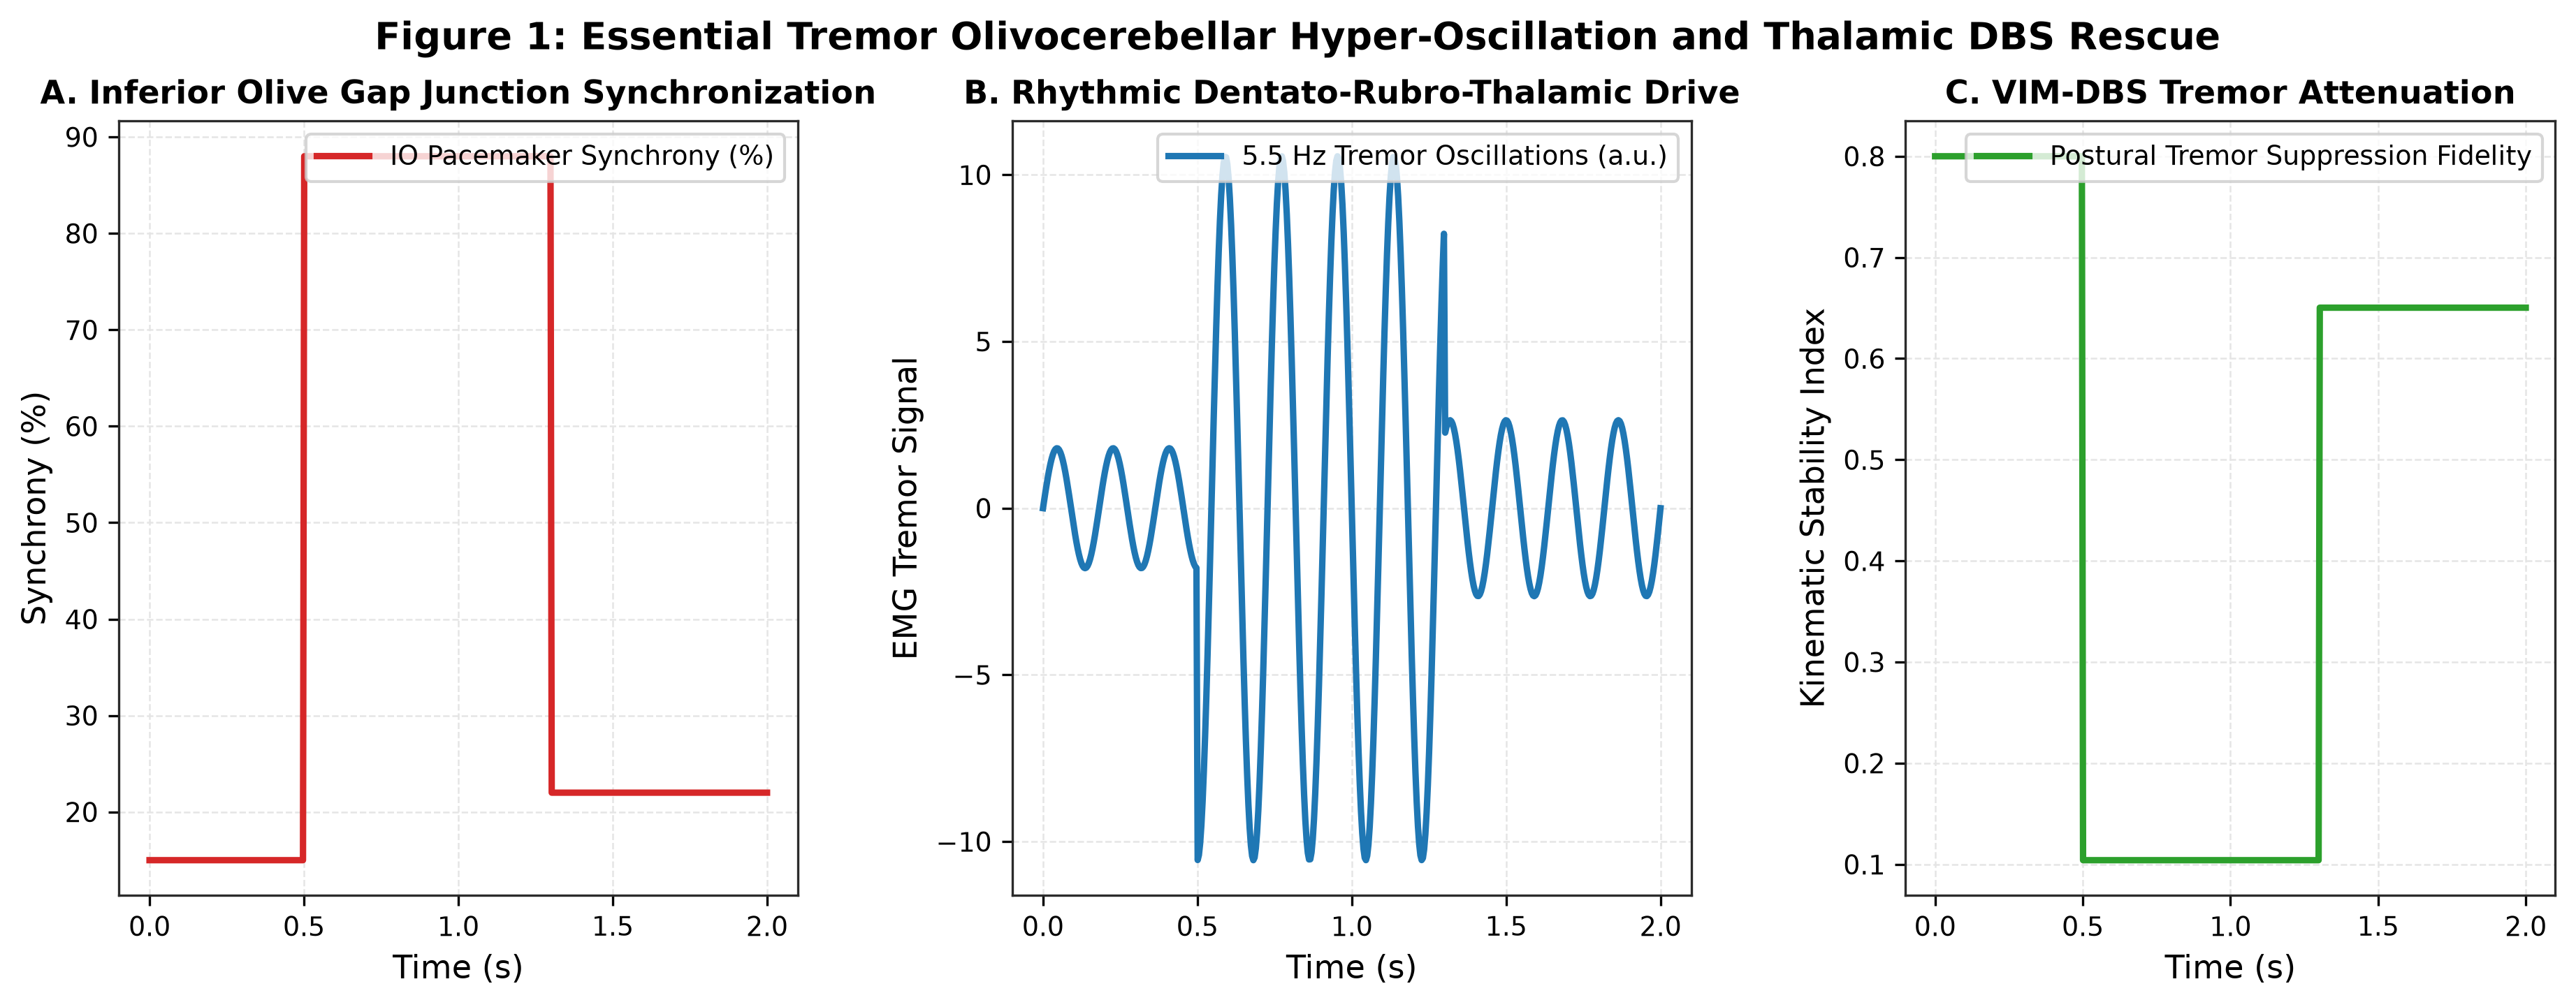 Figure 1: Essential Tremor Olivocerebellar Hyper-Oscillation and Thalamic DBS Rescue
A. Inferior Olive Gap Junction Synchronization
IO Pacemaker Synchrony (%)
Synchrony (%)
90
80
70
60
50
40
30
20
0.0 0.5 1.0 1.5 2.0
Time (s)
B. Rhythmic Dentato-Rubro-Thalamic Drive
5.5 Hz Tremor Oscillations (a.u.)
EMG Tremor Signal
10
5
0
−5
−10
0.0 0.5 1.0 1.5 2.0
Time (s)
C. VIM-DBS Tremor Attenuation
Postural Tremor Suppression Fidelity
Kinematic Stability Index
0.8
0.7
0.6
0.5
0.4
0.3
0.2
0.1
0.0 0.5 1.0 1.5 2.0
Time (s)